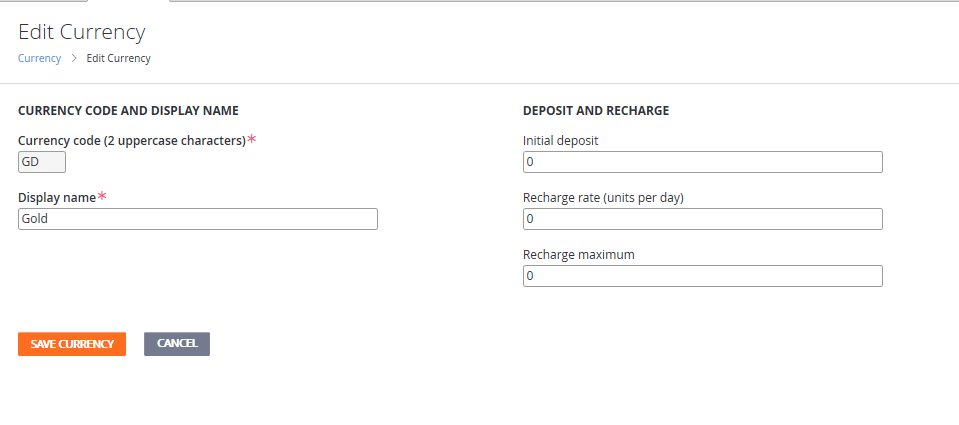 Edit Currency
Currency > Edit Currency
CURRENCY CODE AND DISPLAY NAME
Currency code (2 uppercase characters)*
GD
Display name*
Gold
DEPOSIT AND RECHARGE
Initial deposit
0
Recharge rate (units per day)
0
Recharge maximum
0
SAVE CURRENCY
CANCEL